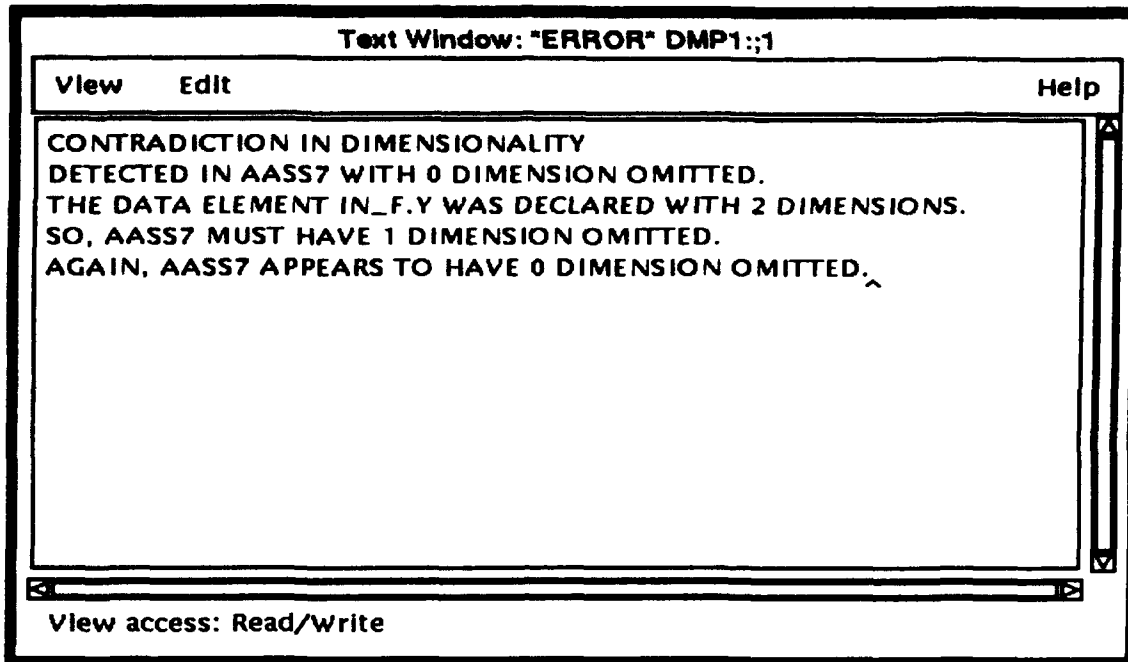 Text Window: *ERROR* DMP1:;1
View Edit Help
CONTRADICTION IN DIMENSIONALITY
DETECTED IN AASS7 WITH 0 DIMENSION OMITTED.
THE DATA ELEMENT IN_F.Y WAS DECLARED WITH 2 DIMENSIONS.
SO, AASS7 MUST HAVE 1 DIMENSION OMITTED.
AGAIN, AASS7 APPEARS TO HAVE 0 DIMENSION OMITTED.
View access: Read/Write